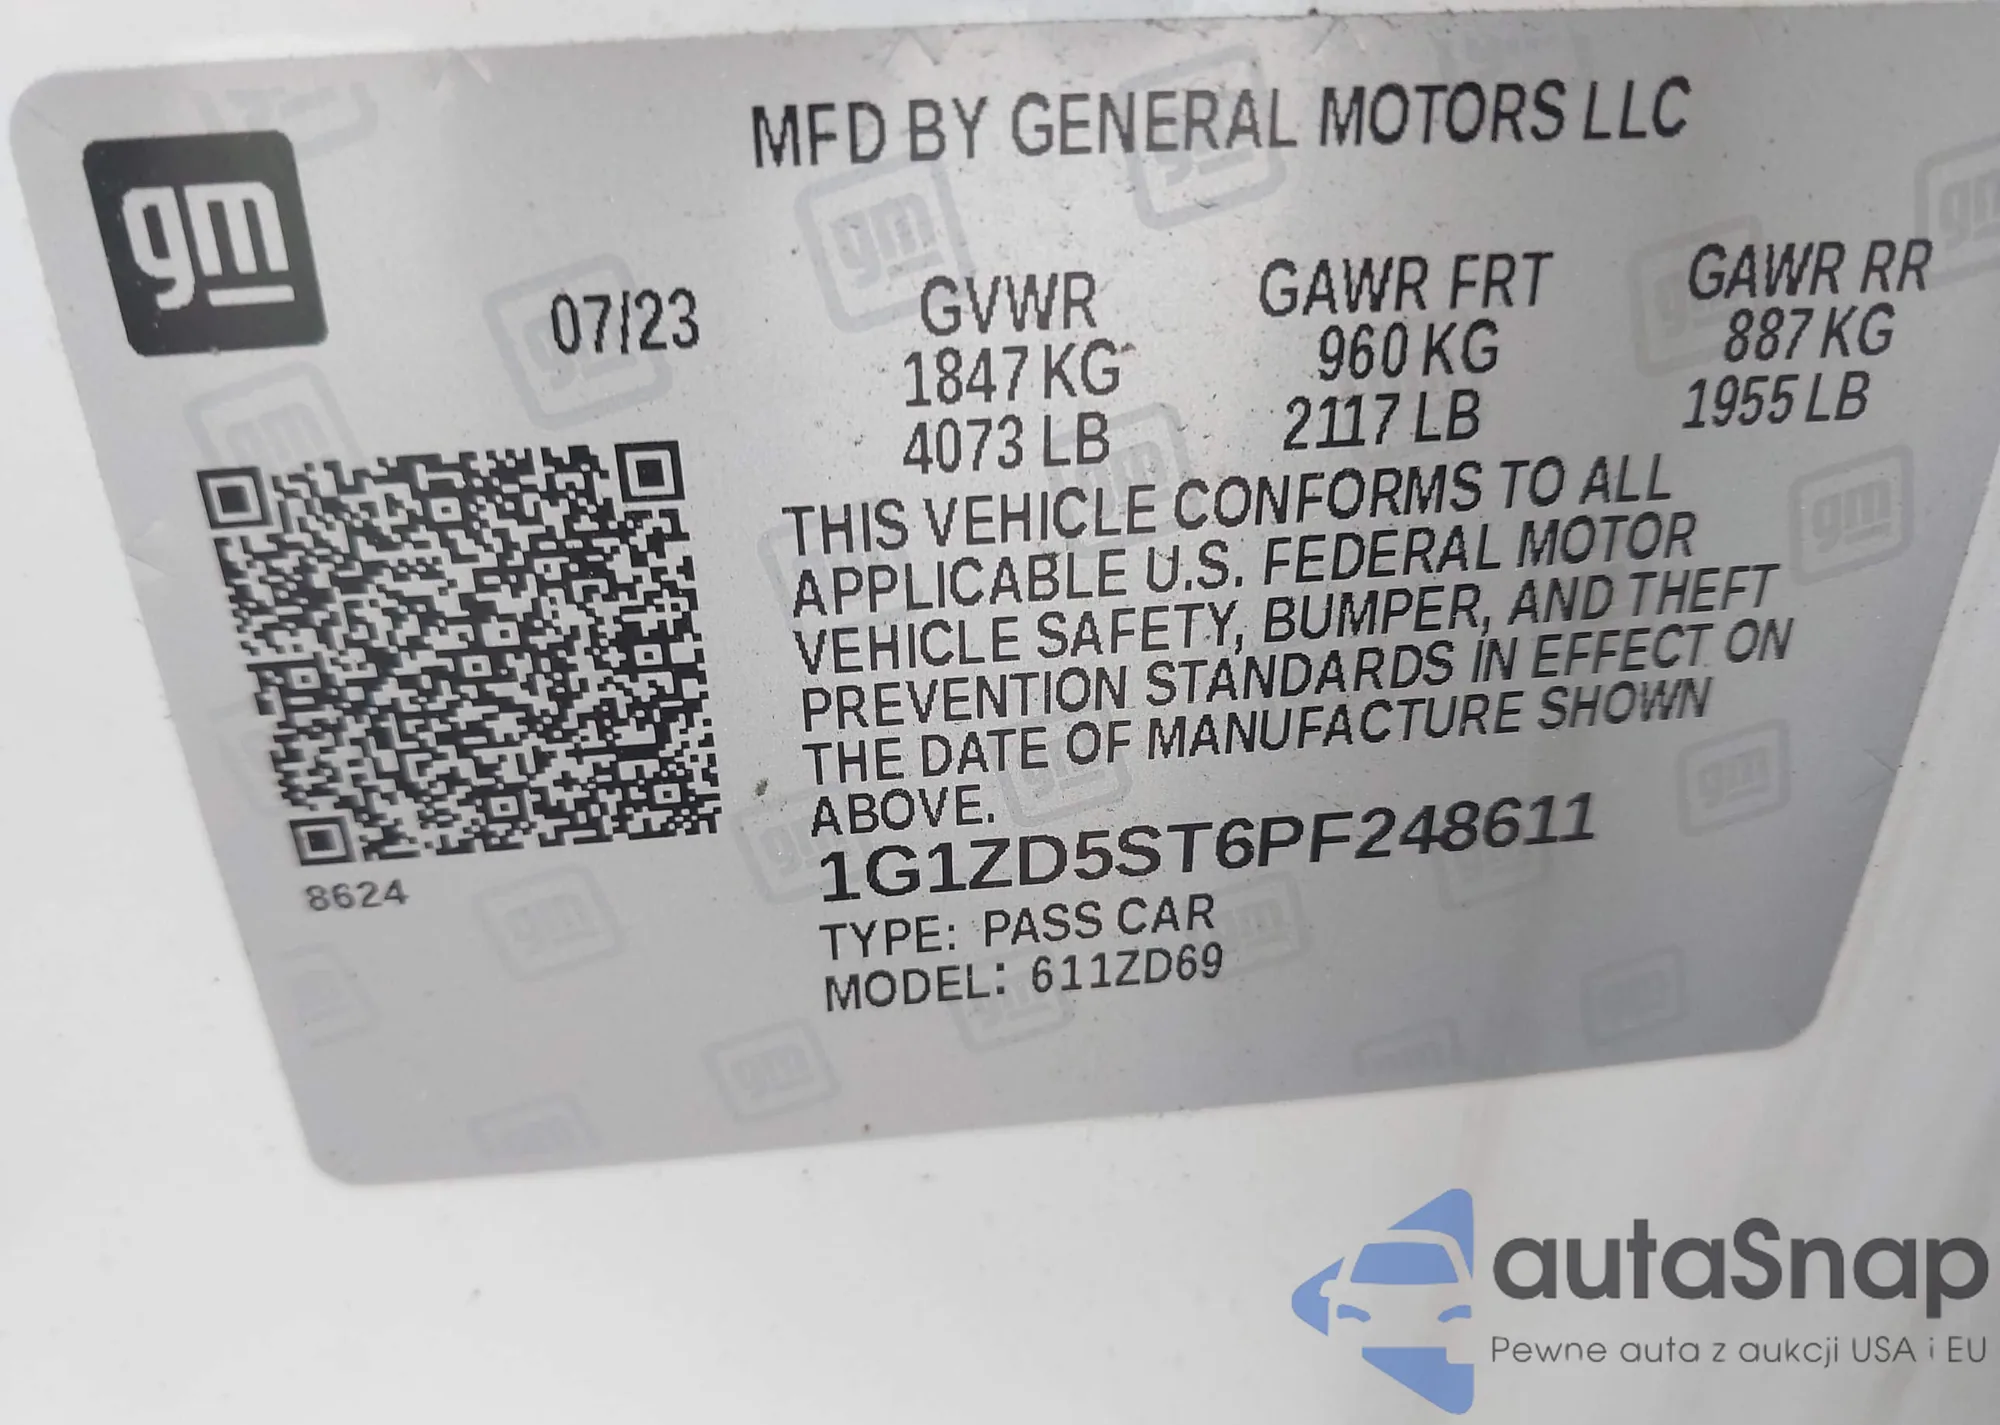 gm
MFD BY GENERAL MOTORS LLC
07/23
GVWR GAWR FRT GAWR RR
1847 KG 960 KG 887 KG
4073 LB 2117 LB 1955 LB
THIS VEHICLE CONFORMS TO ALL
APPLICABLE U.S. FEDERAL MOTOR
VEHICLE SAFETY, BUMPER, AND THEFT
PREVENTION STANDARDS IN EFFECT ON
THE DATE OF MANUFACTURE SHOWN
ABOVE.
1G1ZD5ST6PF248611
TYPE: PASS CAR
MODEL: 611ZD69
8624
autaSnap
Pewne auta z aukcji USA i EU